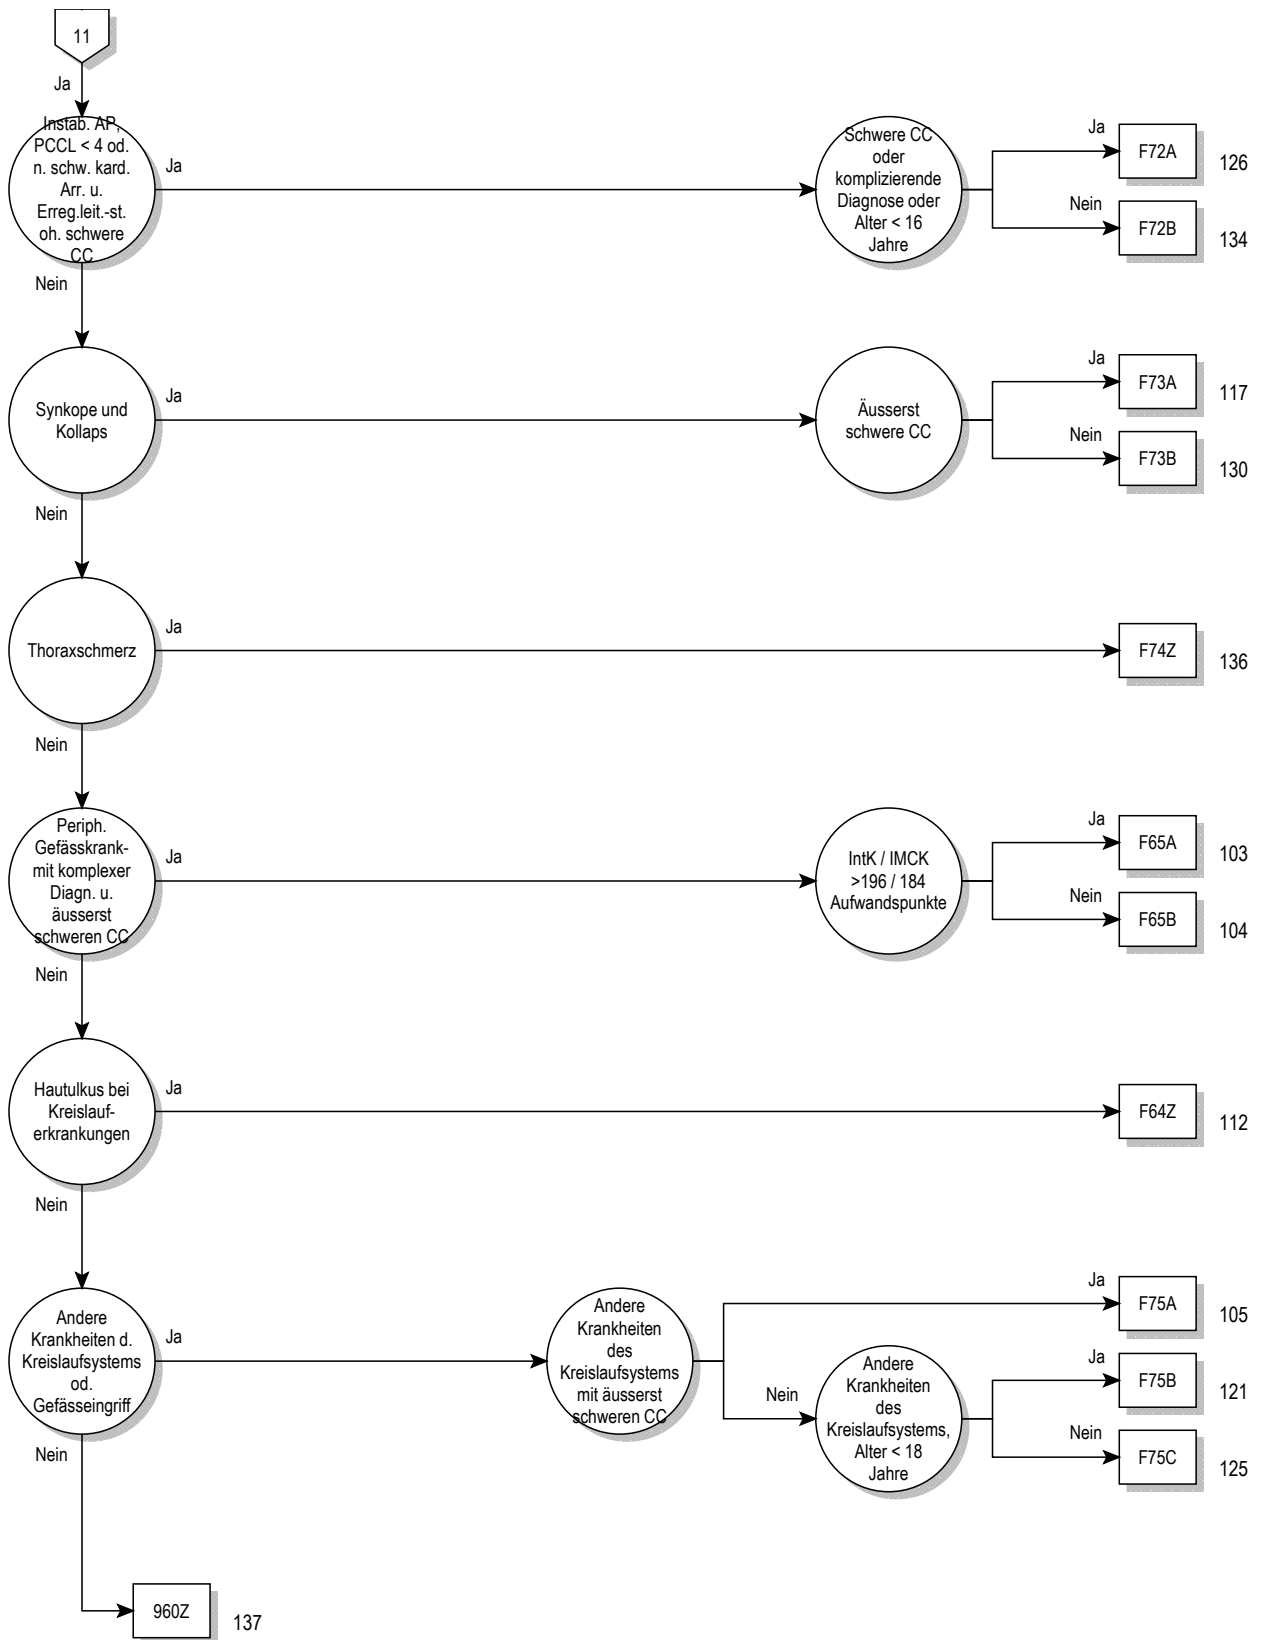 11
Ja
Instab. AP,
PCCL < 4 od.
n. schw. kard.
Arr. u.
Erreg.leit.-st.
oh. schwere
CC
Ja
Schwere CC
oder
komplizierende
Diagnose oder
Alter < 16
Jahre
Ja
F72A
126
Nein
F72B
134
Nein
Synkope und
Kollaps
Ja
Äusserst
schwere CC
Ja
F73A
117
Nein
F73B
130
Nein
Thoraxschmerz
Ja
F74Z
136
Nein
Periph.
Gefässkrank-
mit komplexer
Diagn. u.
äusserst
schweren CC
Ja
IntK / IMCK
>196 / 184
Aufwandspunkte
Ja
F65A
103
Nein
F65B
104
Nein
Hautulkus bei
Kreislauf-
erkrankungen
Ja
F64Z
112
Nein
Andere
Krankheiten d.
Kreislaufsystems
od.
Gefässeingriff
Ja
Andere
Krankheiten
des
Kreislaufsystems
mit äusserst
schweren CC
Ja
F75A
105
Nein
Andere
Krankheiten
des
Kreislaufsystems,
Alter < 18
Jahre
Ja
F75B
121
Nein
F75C
125
Nein
960Z
137